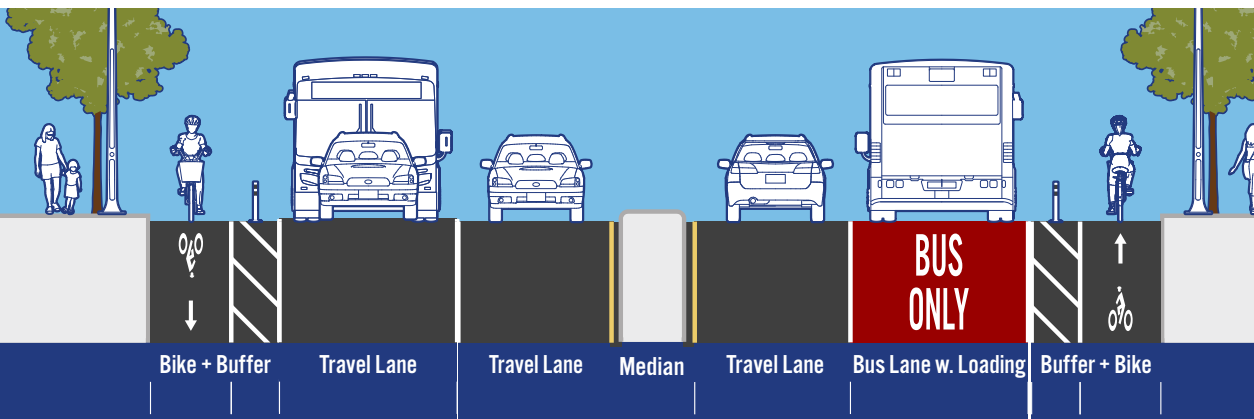 BUS
ONLY
Bike + Buffer
Travel Lane
Travel Lane
Median
Travel Lane
Bus Lane w. Loading
Buffer + Bike